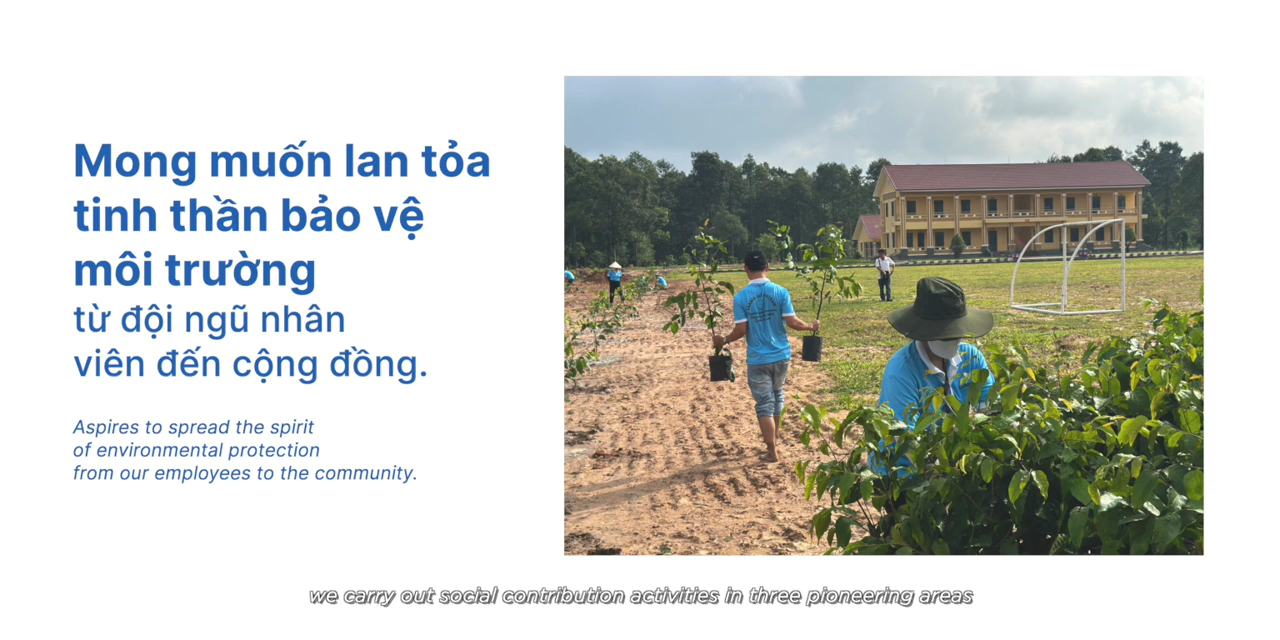 Mong muốn lan tỏa
tinh thần bảo vệ
môi trường
từ đội ngũ nhân
viên đến cộng đồng.
Aspires to spread the spirit
of environmental protection
from our employees to the community.
we carry out social contribution activities in three pioneering areas